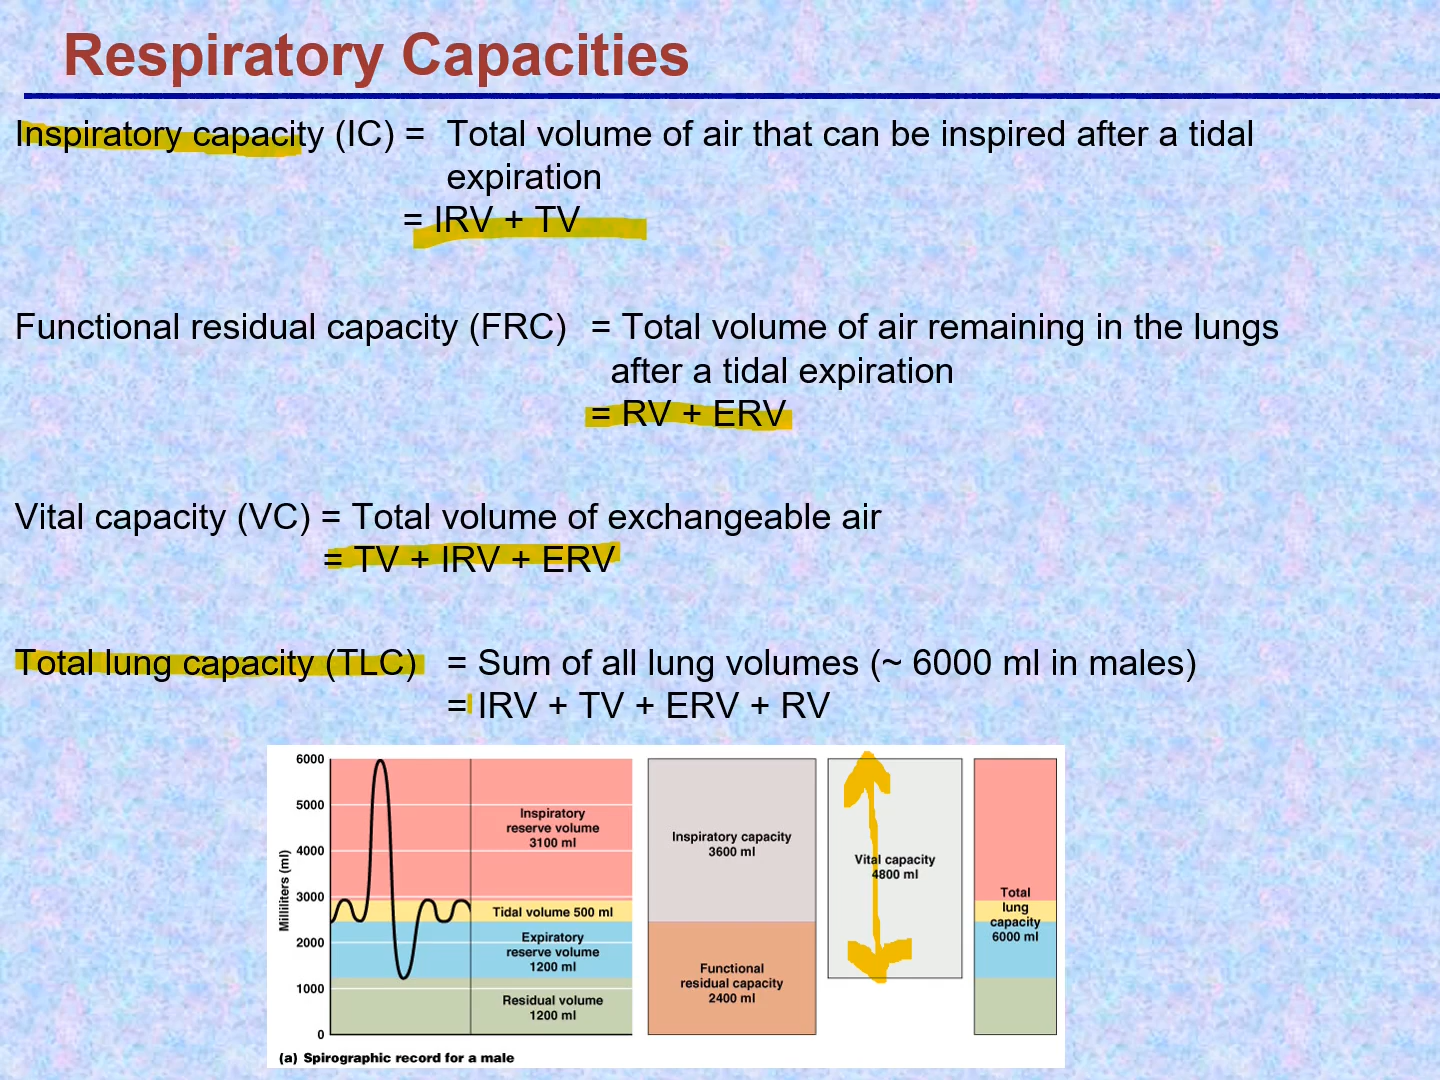 Respiratory Capacities
Inspiratory capacity (IC) = Total volume of air that can be inspired after a tidal
expiration
= IRV + TV
Functional residual capacity (FRC) = Total volume of air remaining in the lungs
after a tidal expiration
= RV + ERV
Vital capacity (VC) = Total volume of exchangeable air
= TV + IRV + ERV
Total lung capacity (TLC) = Sum of all lung volumes (~ 6000 ml in males)
= IRV + TV + ERV + RV
Milliliters (ml)
6000
5000
4000
3000
2000
1000
0
Inspiratory
reserve volume
3100 ml
Tidal volume 500 ml
Expiratory
reserve volume
1200 ml
Residual volume
1200 ml
Inspiratory capacity
3600 ml
Functional
residual capacity
2400 ml
Vital capacity
4800 ml
Total
lung
capacity
6000 ml
(a) Spirographic record for a male